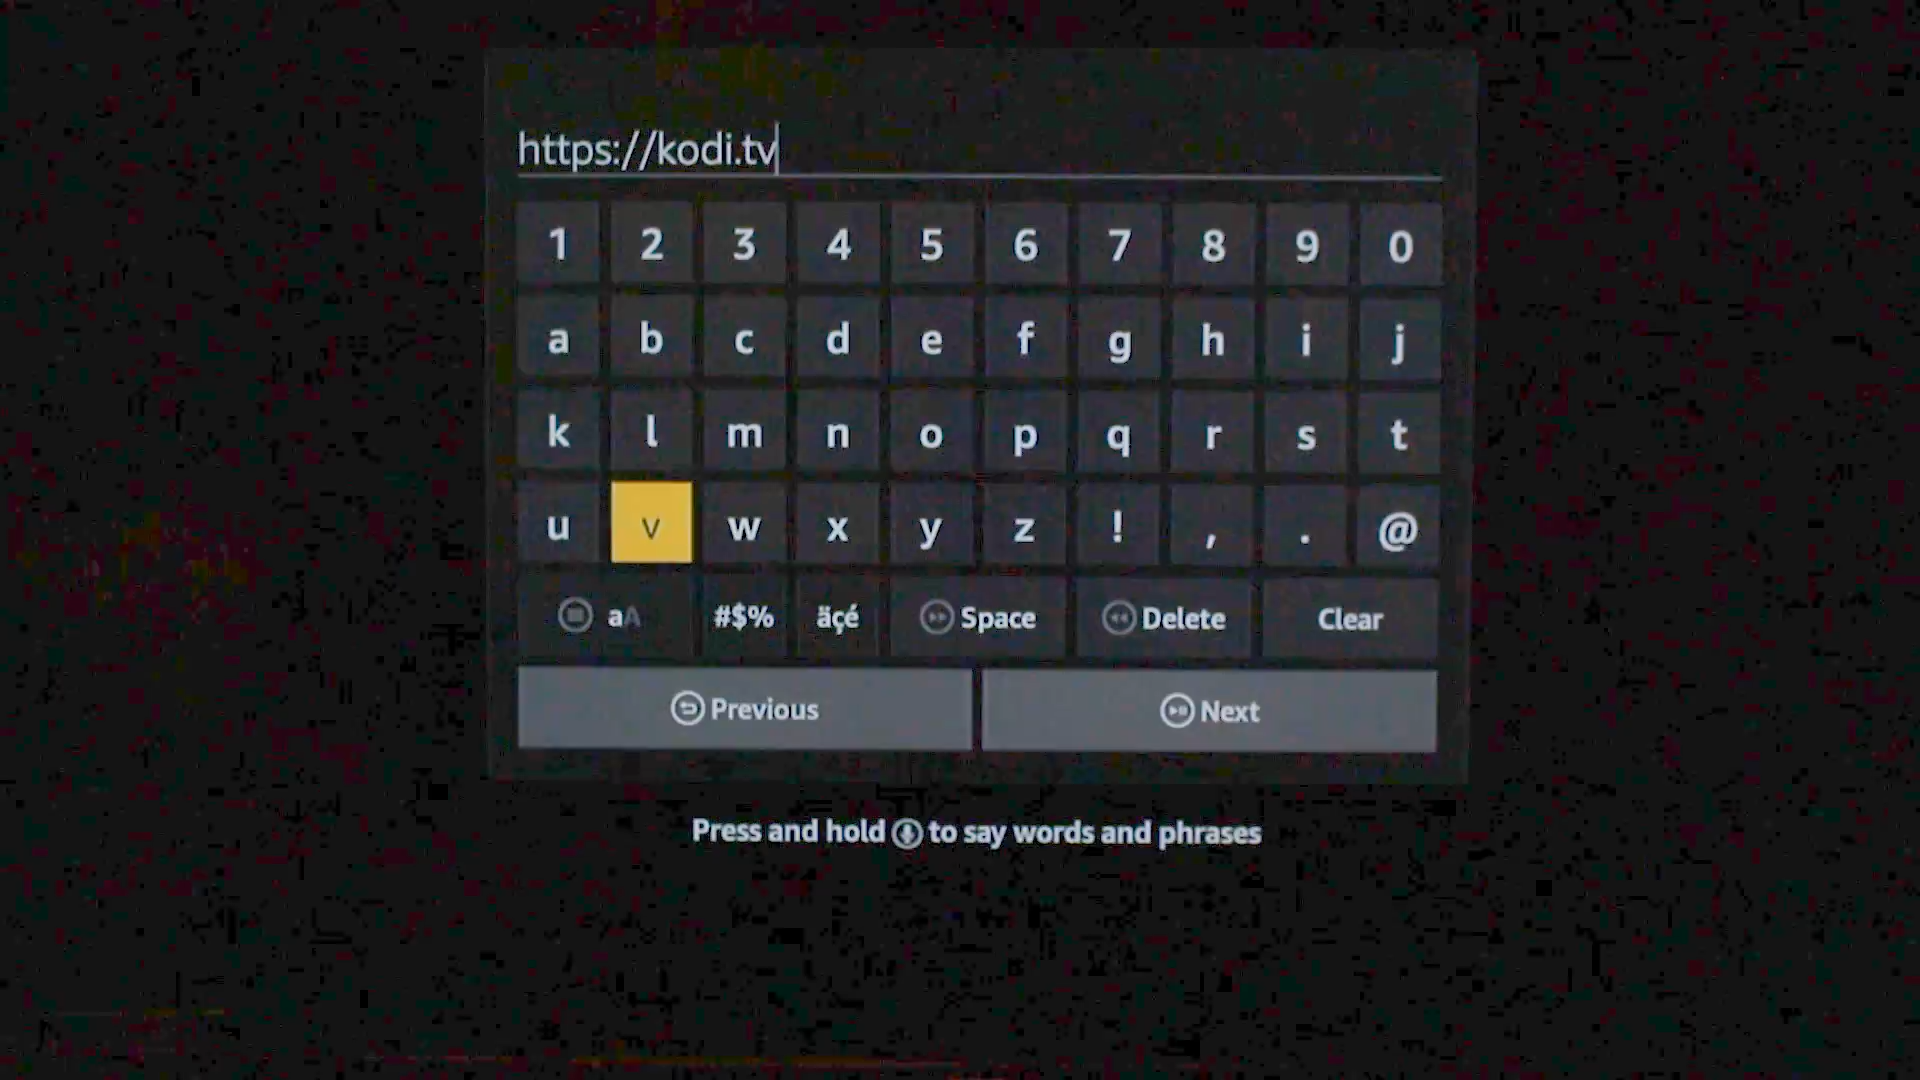 https://kodi.tv
1 2 3 4 5 6 7 8 9 0
a b c d e f g h i j
k l m n o p q r s t
u v w x y z ! , . @
aA #$% äçé Space Delete Clear
Previous Next
Press and hold to say words and phrases